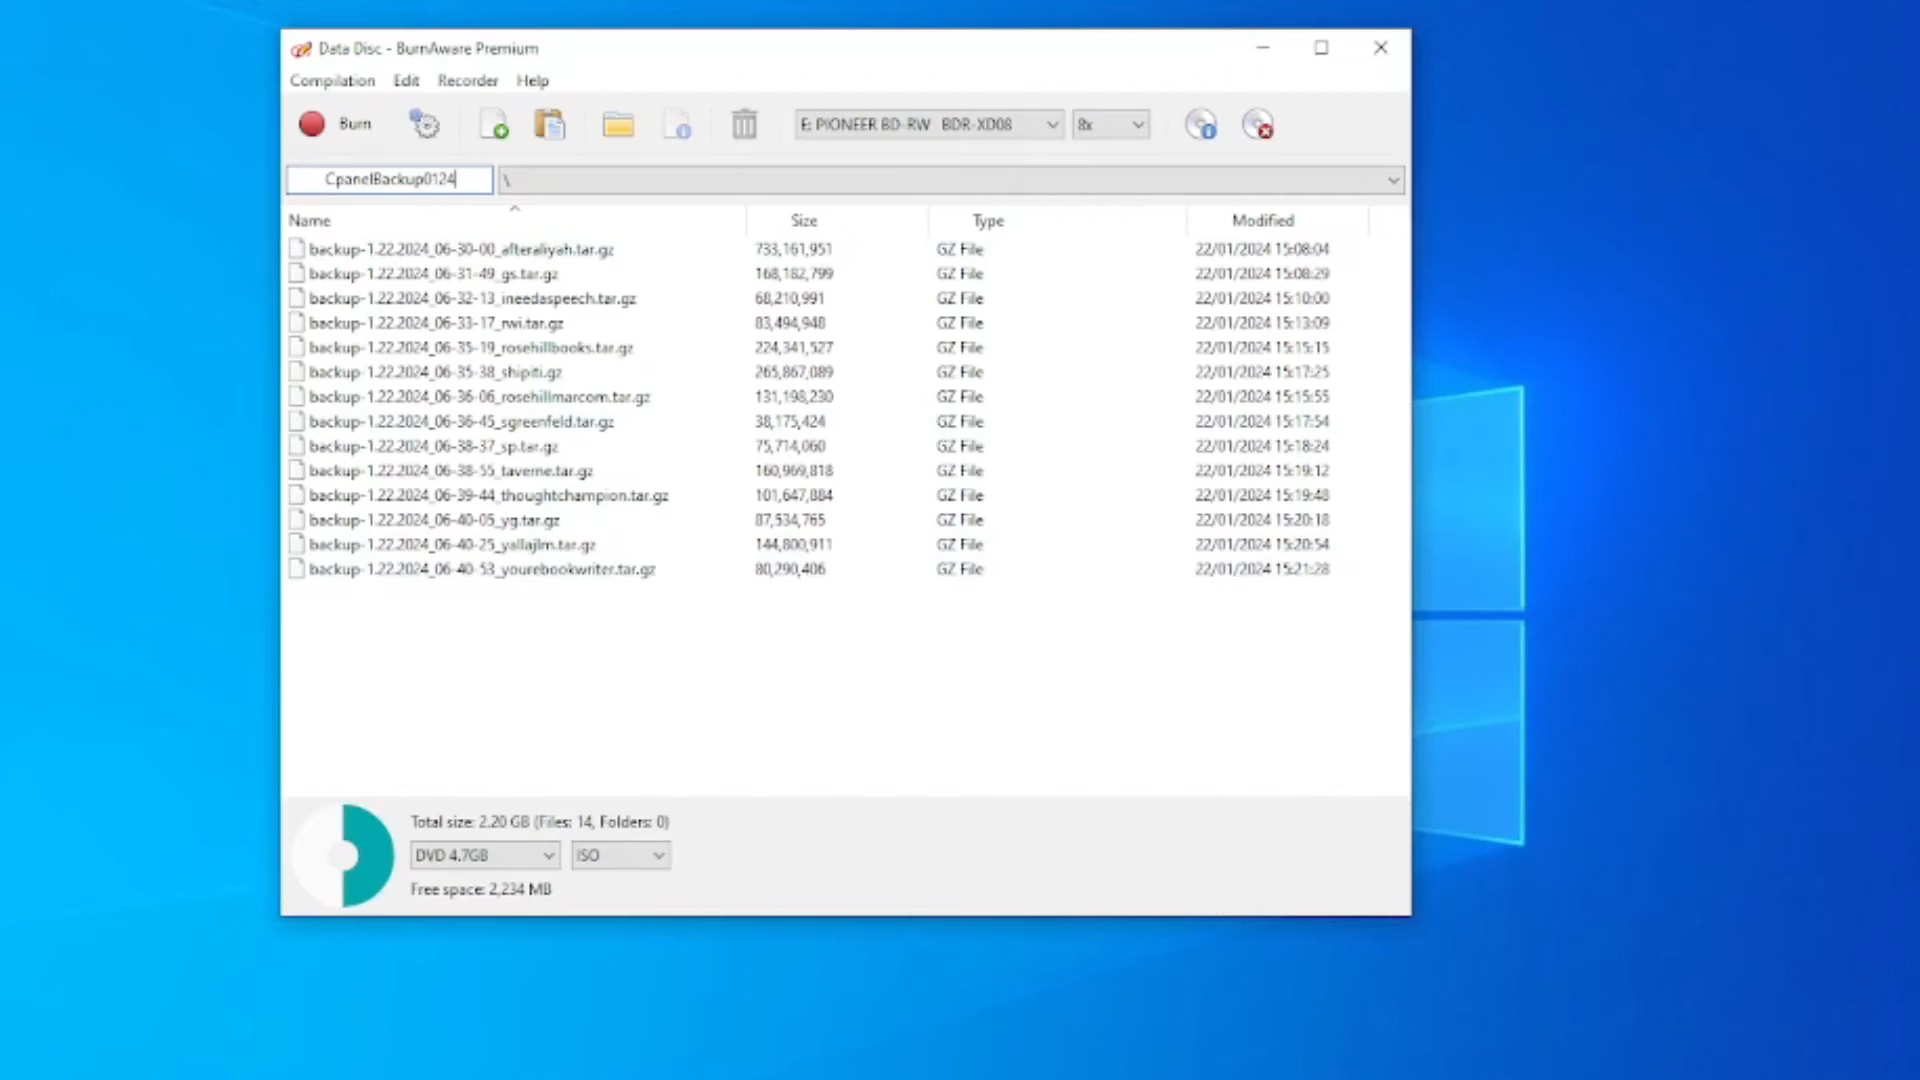 Data Disc - BurnAware Premium
Compilation Edit Recorder Help
Burn E: PIONEER BD-RW BDR-XD08 8x
CpanelBackup0124 \
Name Size Type Modified
backup-1.22.2024_06-30-00_afteraliyah.tar.gz 733,161,951 GZ File 22/01/2024 15:08:04
backup-1.22.2024_06-31-49_gs.tar.gz 168,182,799 GZ File 22/01/2024 15:08:29
backup-1.22.2024_06-32-13_ineedaspeech.tar.gz 68,210,991 GZ File 22/01/2024 15:10:00
backup-1.22.2024_06-33-17_rwi.tar.gz 83,494,948 GZ File 22/01/2024 15:13:09
backup-1.22.2024_06-35-19_rosehillbooks.tar.gz 224,341,527 GZ File 22/01/2024 15:15:15
backup-1.22.2024_06-35-38_shipiti.gz 265,867,089 GZ File 22/01/2024 15:17:25
backup-1.22.2024_06-36-06_rosehillmarcom.tar.gz 131,198,230 GZ File 22/01/2024 15:15:55
backup-1.22.2024_06-36-45_sgreenfeld.tar.gz 38,175,424 GZ File 22/01/2024 15:17:54
backup-1.22.2024_06-38-37_sp.tar.gz 75,714,060 GZ File 22/01/2024 15:18:24
backup-1.22.2024_06-38-55_taverne.tar.gz 160,969,818 GZ File 22/01/2024 15:19:12
backup-1.22.2024_06-39-44_thoughtchampion.tar.gz 101,647,884 GZ File 22/01/2024 15:19:48
backup-1.22.2024_06-40-05_yg.tar.gz 87,534,765 GZ File 22/01/2024 15:20:18
backup-1.22.2024_06-40-25_yallajlm.tar.gz 144,800,911 GZ File 22/01/2024 15:20:54
backup-1.22.2024_06-40-53_yourebookwriter.tar.gz 80,290,406 GZ File 22/01/2024 15:21:28
Total size: 2.20 GB (Files: 14, Folders: 0)
DVD 4.7GB ISO
Free space: 2,234 MB